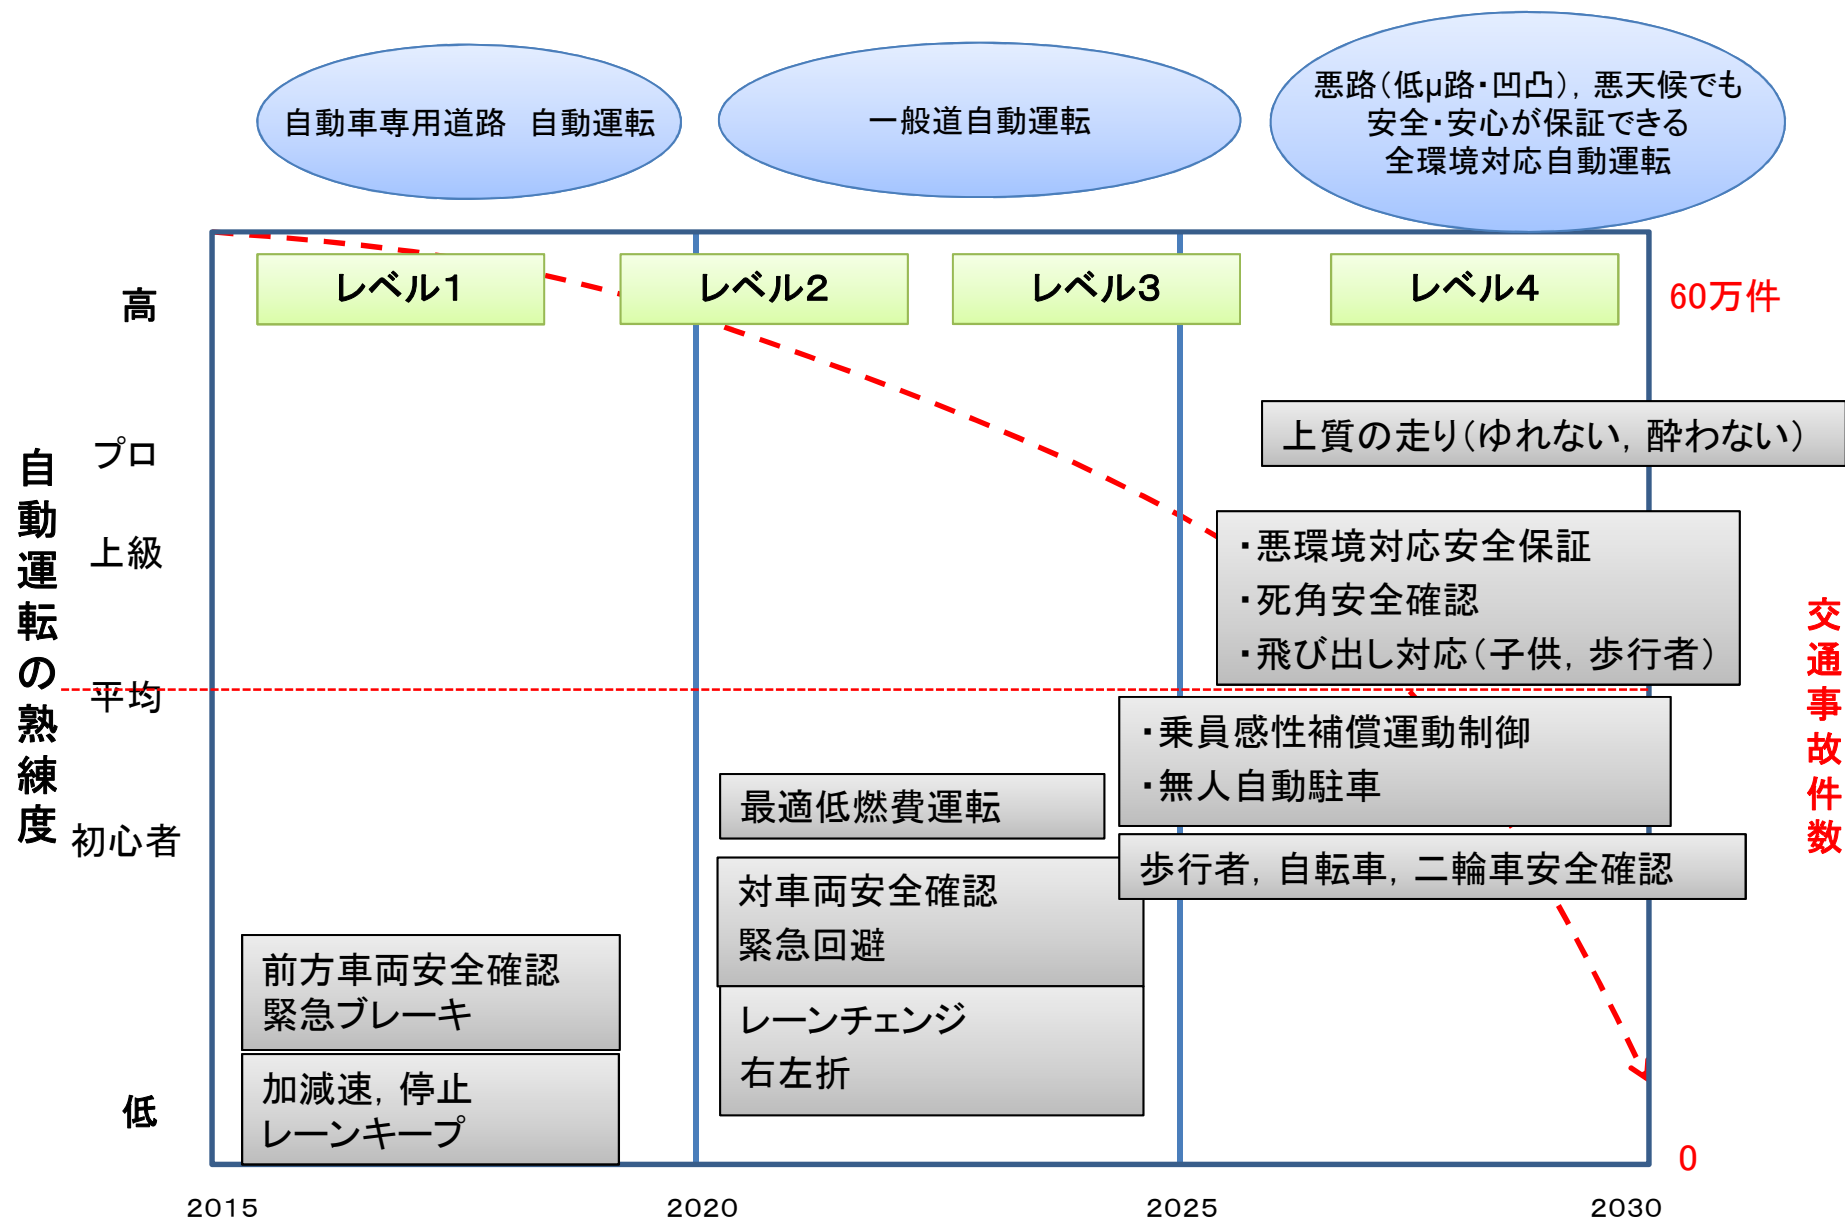 自動車専用道路 自動運転
一般道自動運転
悪路(低μ路・凹凸), 悪天候でも
安全・安心が保証できる
全環境対応自動運転
レベル1
レベル2
レベル3
レベル4
高
プロ
上級
平均
初心者
低
自動運転の熟練度
60万件
0
交通事故件数
上質の走り(ゆれない, 酔わない)
・悪環境対応安全保証
・死角安全確認
・飛び出し対応(子供, 歩行者)
・乗員感性補償運動制御
・無人自動駐車
最適低燃費運転
歩行者, 自転車, 二輪車安全確認
対車両安全確認
緊急回避
前方車両安全確認
緊急ブレーキ
レーンチェンジ
右左折
加減速, 停止
レーンキープ
2015
2020
2025
2030